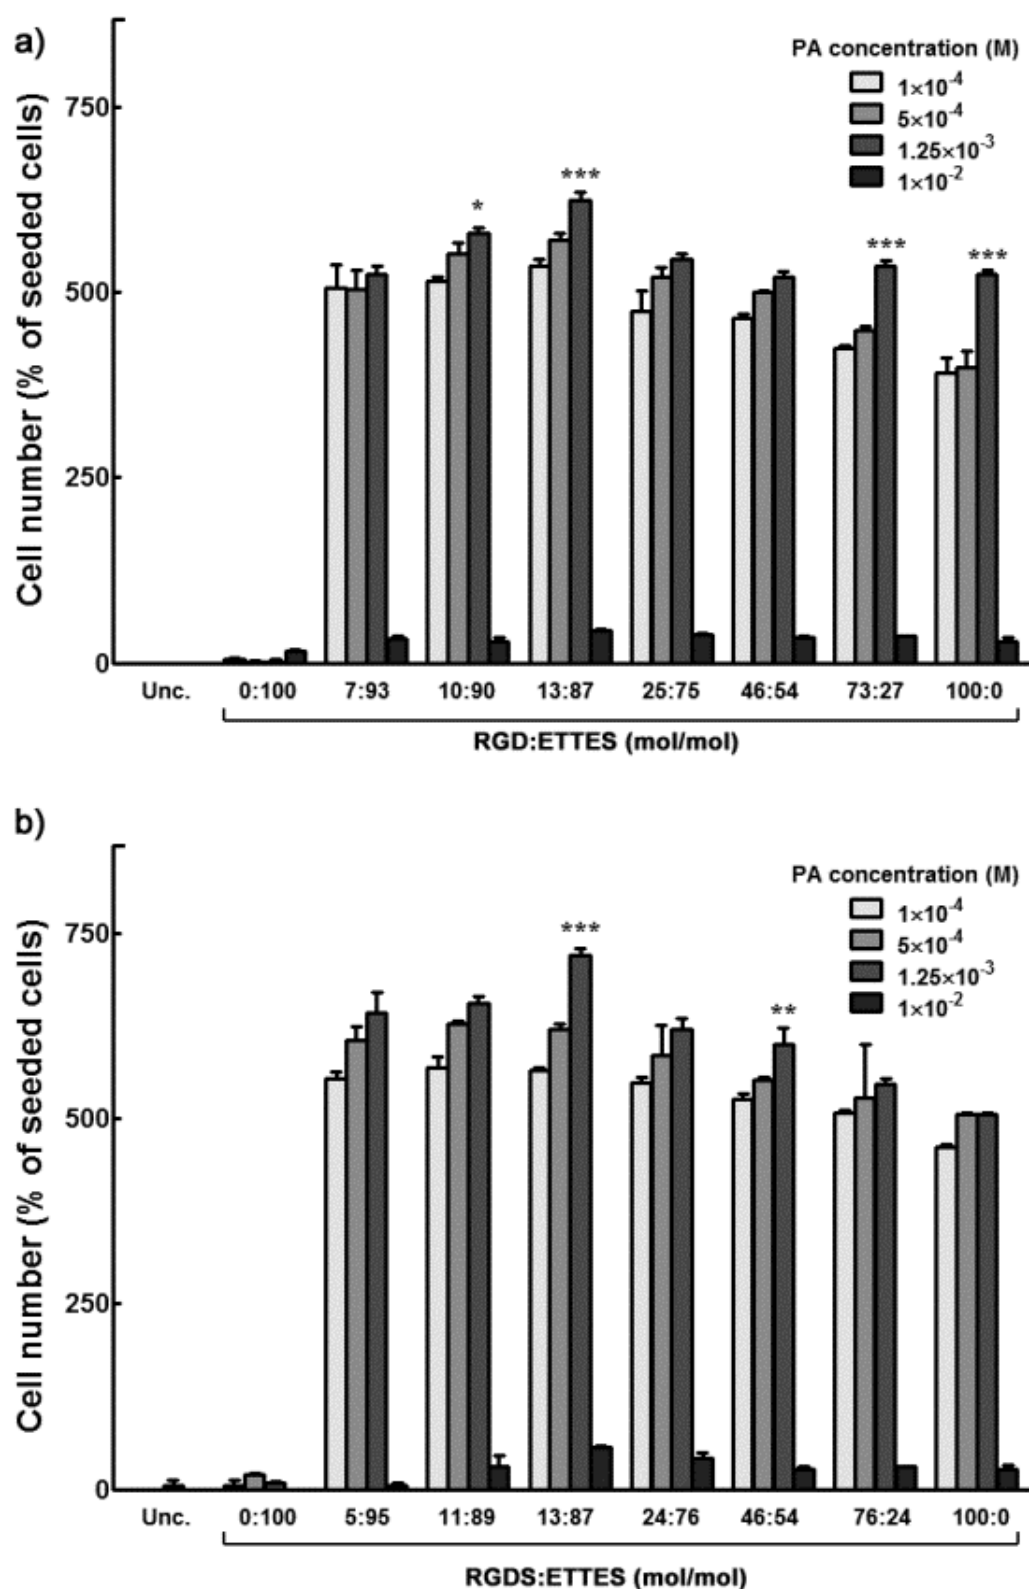 a)
PA concentration (M)
1×10⁻⁴
5×10⁻⁴
1.25×10⁻³
1×10⁻²
Cell number (% of seeded cells)
750
500
250
0
*
***
***
***
Unc. 0:100 7:93 10:90 13:87 25:75 46:54 73:27 100:0
RGD:ETTES (mol/mol)
b)
PA concentration (M)
1×10⁻⁴
5×10⁻⁴
1.25×10⁻³
1×10⁻²
Cell number (% of seeded cells)
750
500
250
0
***
**
Unc. 0:100 5:95 11:89 13:87 24:76 46:54 76:24 100:0
RGDS:ETTES (mol/mol)